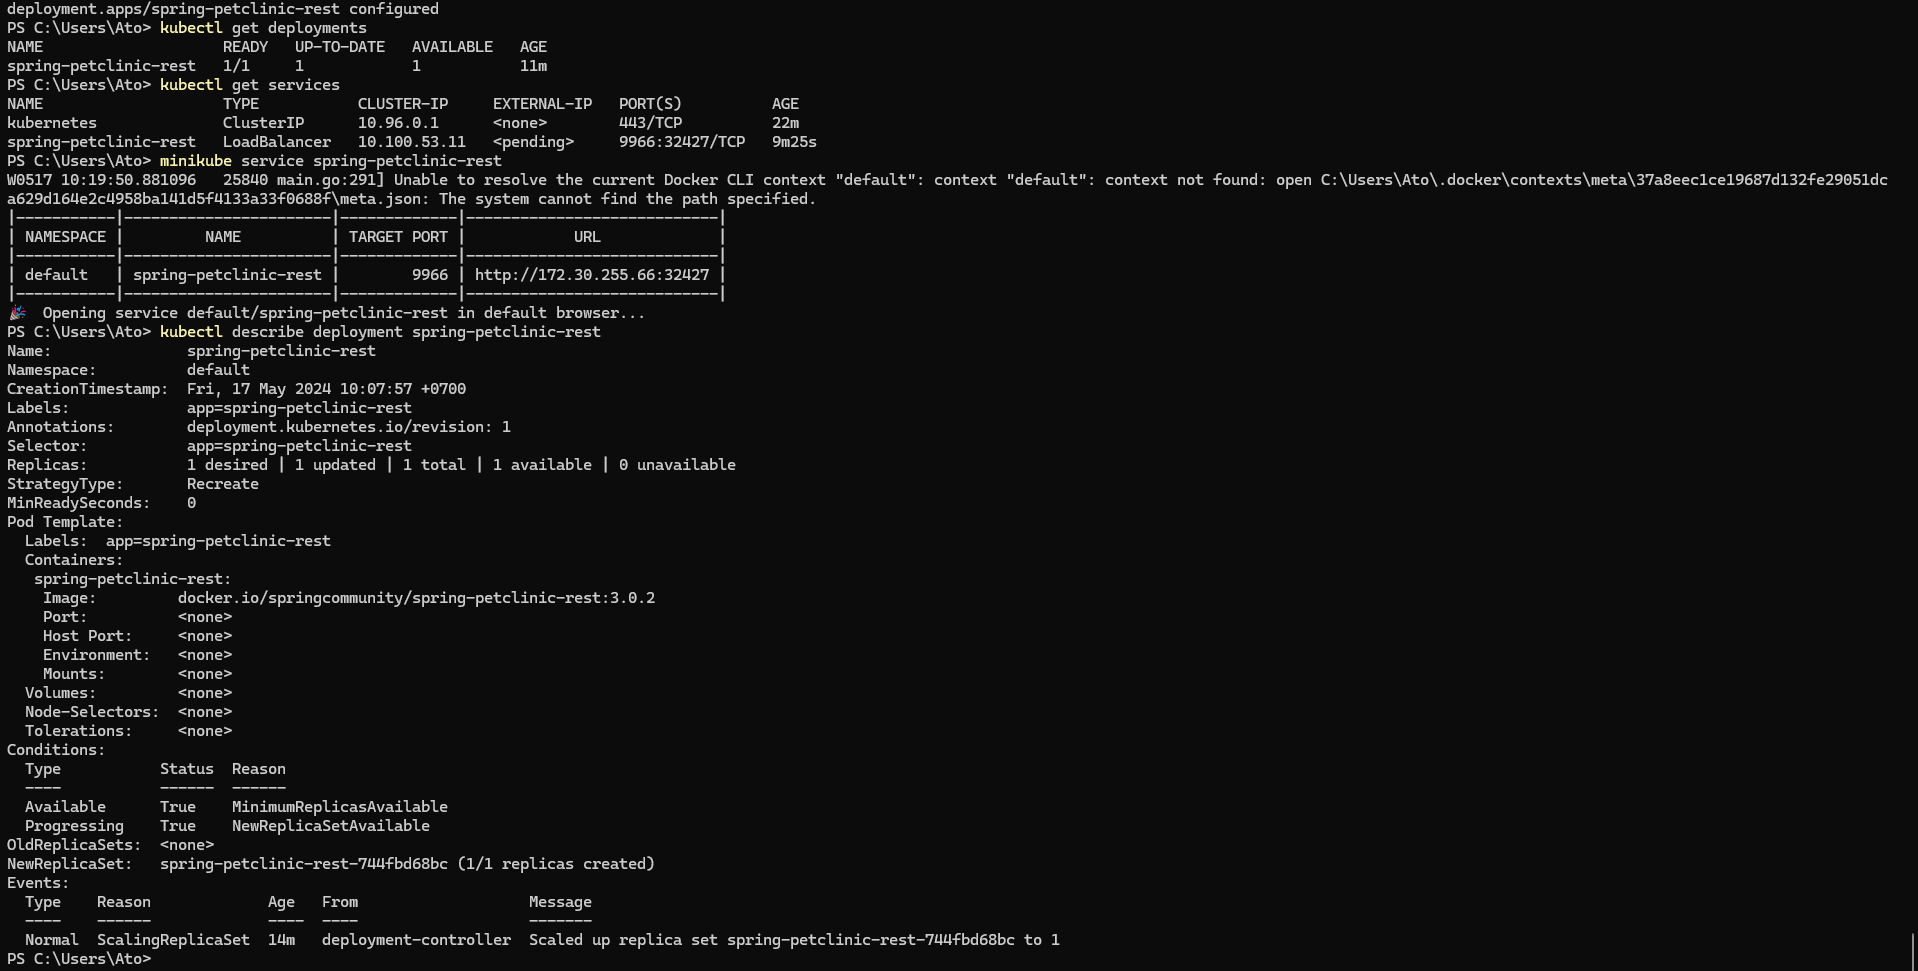 deployment.apps/spring-petclinic-rest configured
PS C:\Users\Ato> kubectl get deployments
NAME                    READY   UP-TO-DATE   AVAILABLE   AGE
spring-petclinic-rest   1/1     1            1           11m
PS C:\Users\Ato> kubectl get services
NAME                    TYPE           CLUSTER-IP     EXTERNAL-IP   PORT(S)          AGE
kubernetes              ClusterIP      10.96.0.1      <none>        443/TCP          22m
spring-petclinic-rest   LoadBalancer   10.100.53.11   <pending>     9966:32427/TCP   9m25s
PS C:\Users\Ato> minikube service spring-petclinic-rest
W0517 10:19:50.881096   25840 main.go:291] Unable to resolve the current Docker CLI context "default": context "default": context not found: open C:\Users\Ato\.docker\contexts\meta\37a8eec1ce19687d132fe29051dc
a629d164e2c4958ba141d5f4133a33f0688f\meta.json: The system cannot find the path specified.
|-----------|-----------------------|-------------|----------------------------|
| NAMESPACE |         NAME          | TARGET PORT |            URL             |
|-----------|-----------------------|-------------|----------------------------|
| default   | spring-petclinic-rest |        9966 | http://172.30.255.66:32427 |
|-----------|-----------------------|-------------|----------------------------|
🎉  Opening service default/spring-petclinic-rest in default browser...
PS C:\Users\Ato> kubectl describe deployment spring-petclinic-rest
Name:               spring-petclinic-rest
Namespace:          default
CreationTimestamp:  Fri, 17 May 2024 10:07:57 +0700
Labels:             app=spring-petclinic-rest
Annotations:        deployment.kubernetes.io/revision: 1
Selector:           app=spring-petclinic-rest
Replicas:           1 desired | 1 updated | 1 total | 1 available | 0 unavailable
StrategyType:       Recreate
MinReadySeconds:    0
Pod Template:
  Labels:  app=spring-petclinic-rest
  Containers:
   spring-petclinic-rest:
    Image:         docker.io/springcommunity/spring-petclinic-rest:3.0.2
    Port:          <none>
    Host Port:     <none>
    Environment:   <none>
    Mounts:        <none>
  Volumes:         <none>
  Node-Selectors:  <none>
  Tolerations:     <none>
Conditions:
  Type           Status  Reason
  ----           ------  ------
  Available      True    MinimumReplicasAvailable
  Progressing    True    NewReplicaSetAvailable
OldReplicaSets:  <none>
NewReplicaSet:   spring-petclinic-rest-744fbd68bc (1/1 replicas created)
Events:
  Type    Reason             Age   From                   Message
  ----    ------             ----  ----                   -------
  Normal  ScalingReplicaSet  14m   deployment-controller  Scaled up replica set spring-petclinic-rest-744fbd68bc to 1
PS C:\Users\Ato>